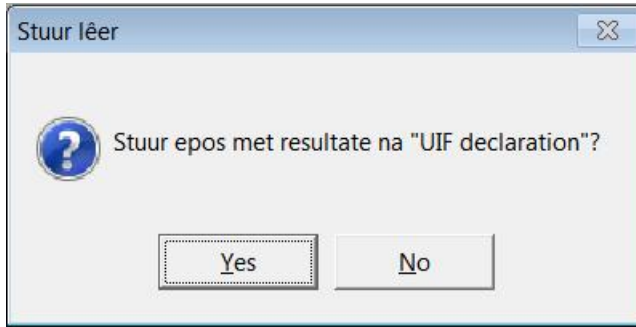 Stuur lêer
Stuur epos met resultate na "UIF declaration"?
Yes
No